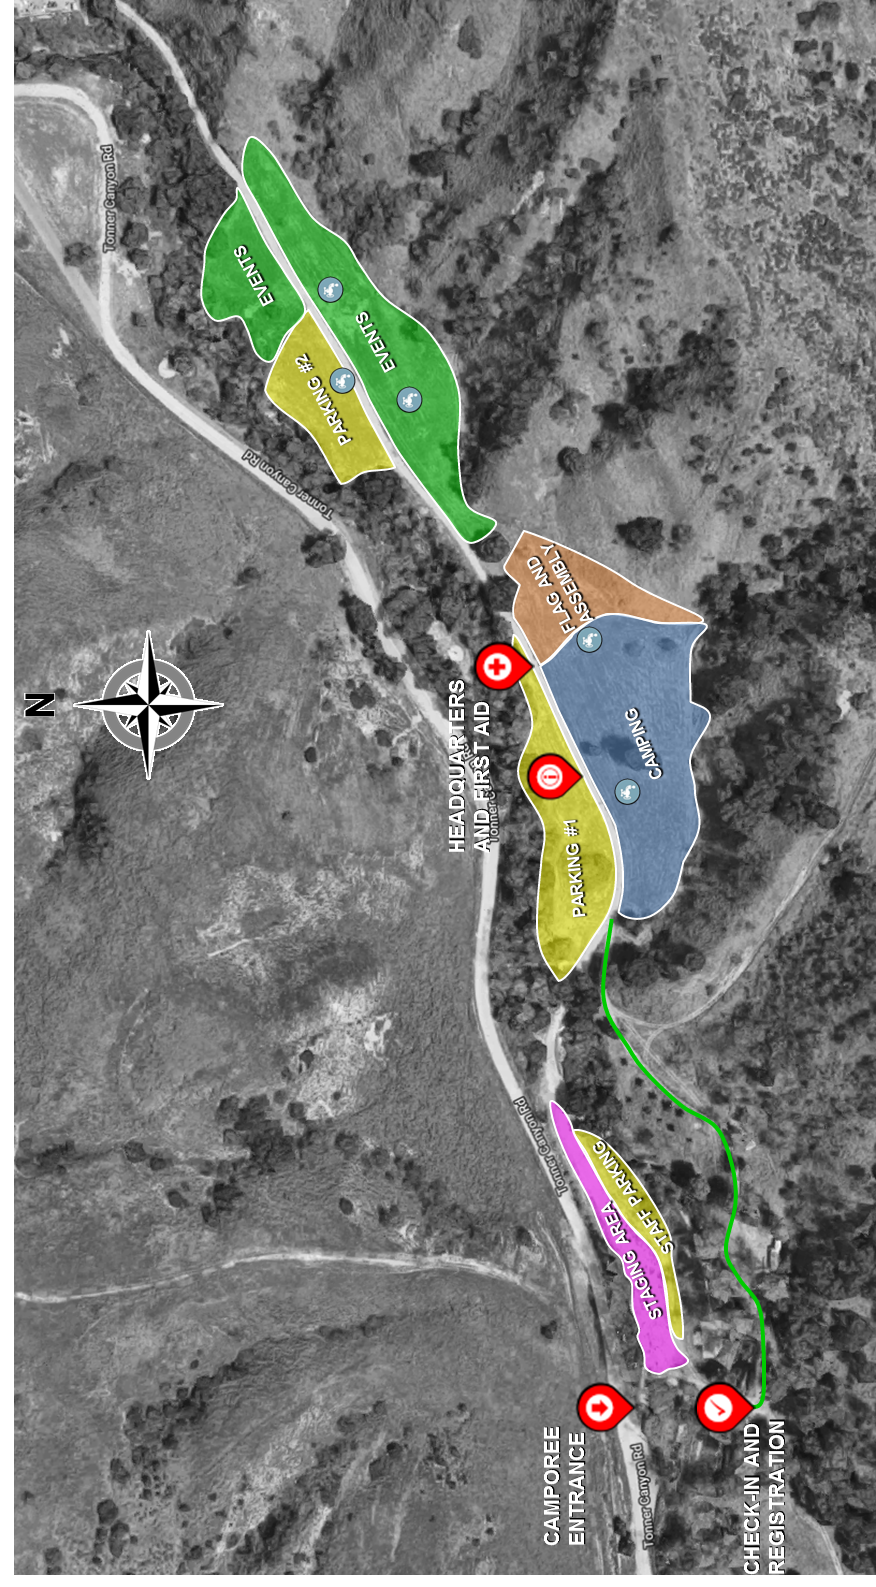 Tonner Canyon Rd
EVENTS
EVENTS
PARKING #2
Tonner Canyon Rd
FLAG AND
ASSEMBLY
N
HEADQUARTERS
AND FIRST AID
CAMPING
PARKING #1
Tonner Canyon Rd
STAFF PARKING
STAGING AREA
CAMPOREE
ENTRANCE
Tonner Canyon Rd
CHECK-IN AND
REGISTRATION